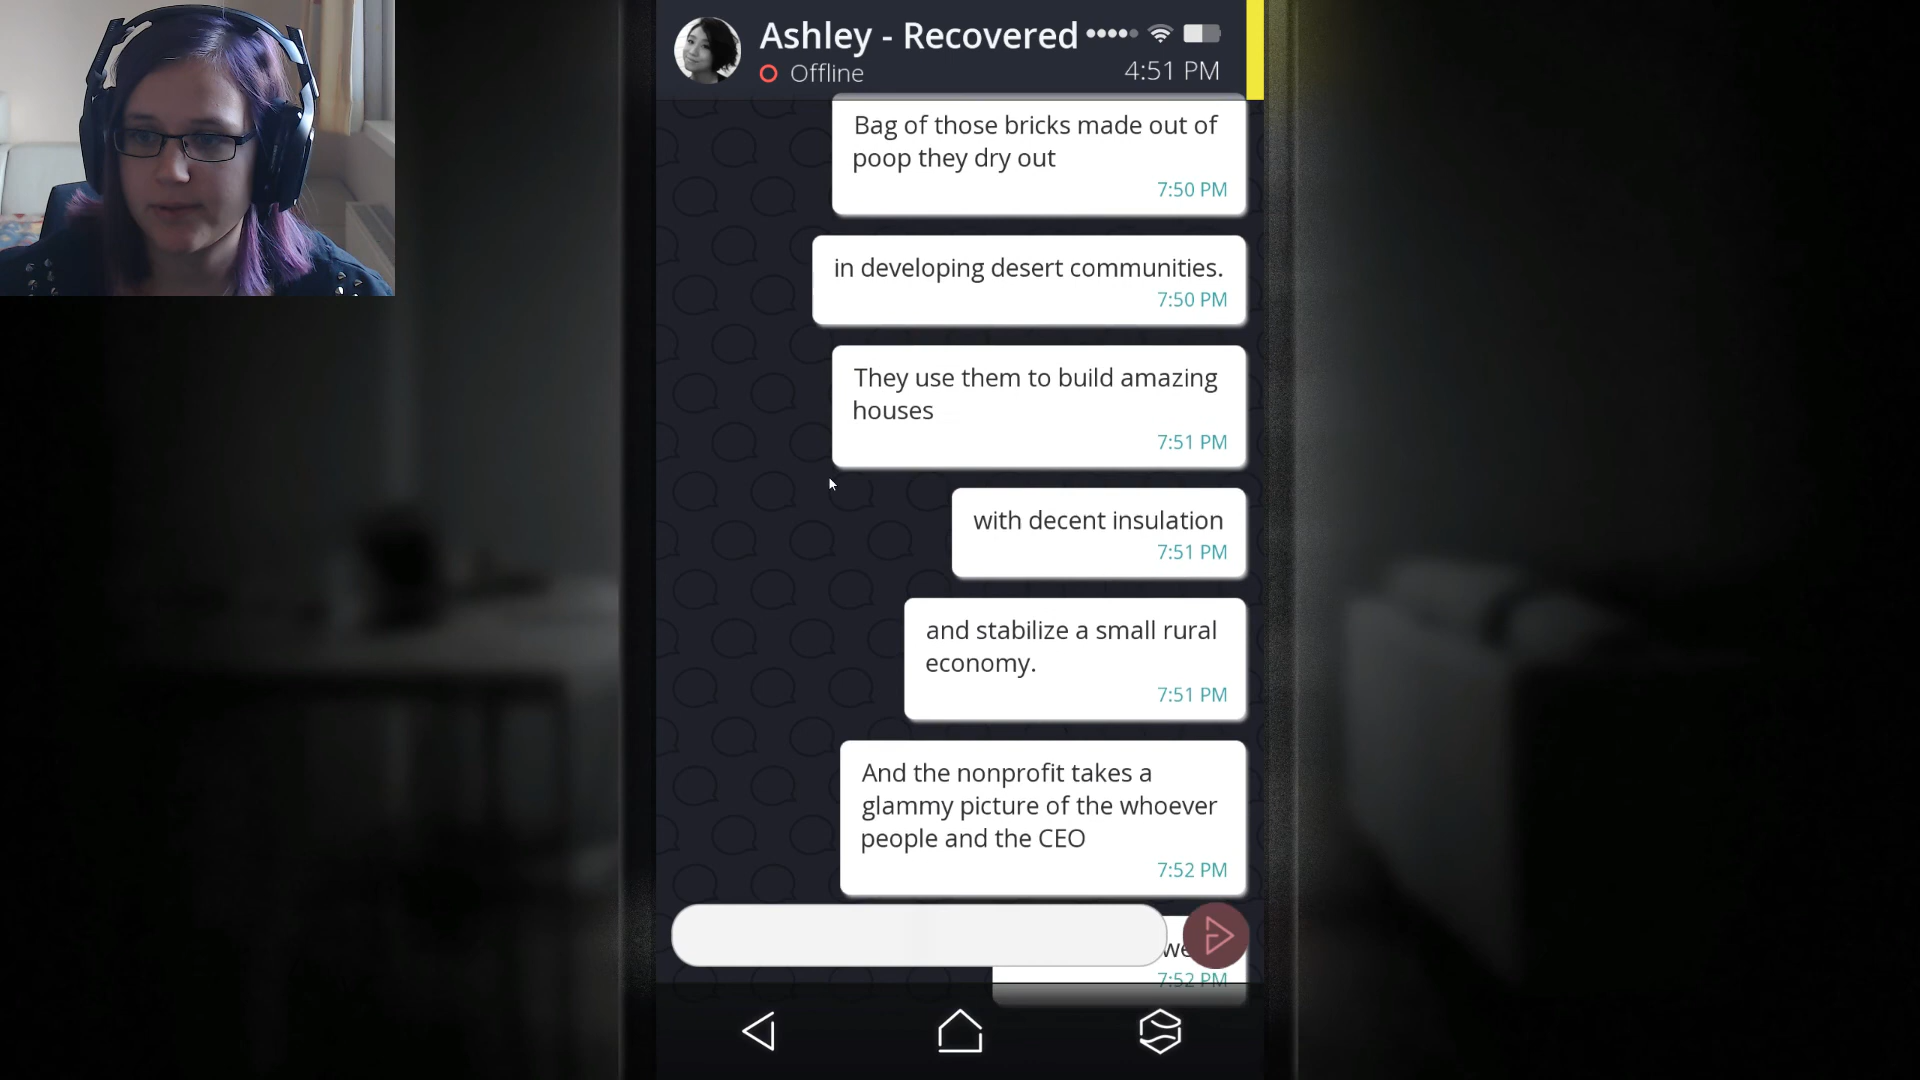 Ashley - Recovered
Offline
4:51 PM
Bag of those bricks made out of
poop they dry out
7:50 PM
in developing desert communities.
7:50 PM
They use them to build amazing
houses
7:51 PM
with decent insulation
7:51 PM
and stabilize a small rural
economy.
7:51 PM
And the nonprofit takes a
glammy picture of the whoever
people and the CEO
7:52 PM
7:52 PM